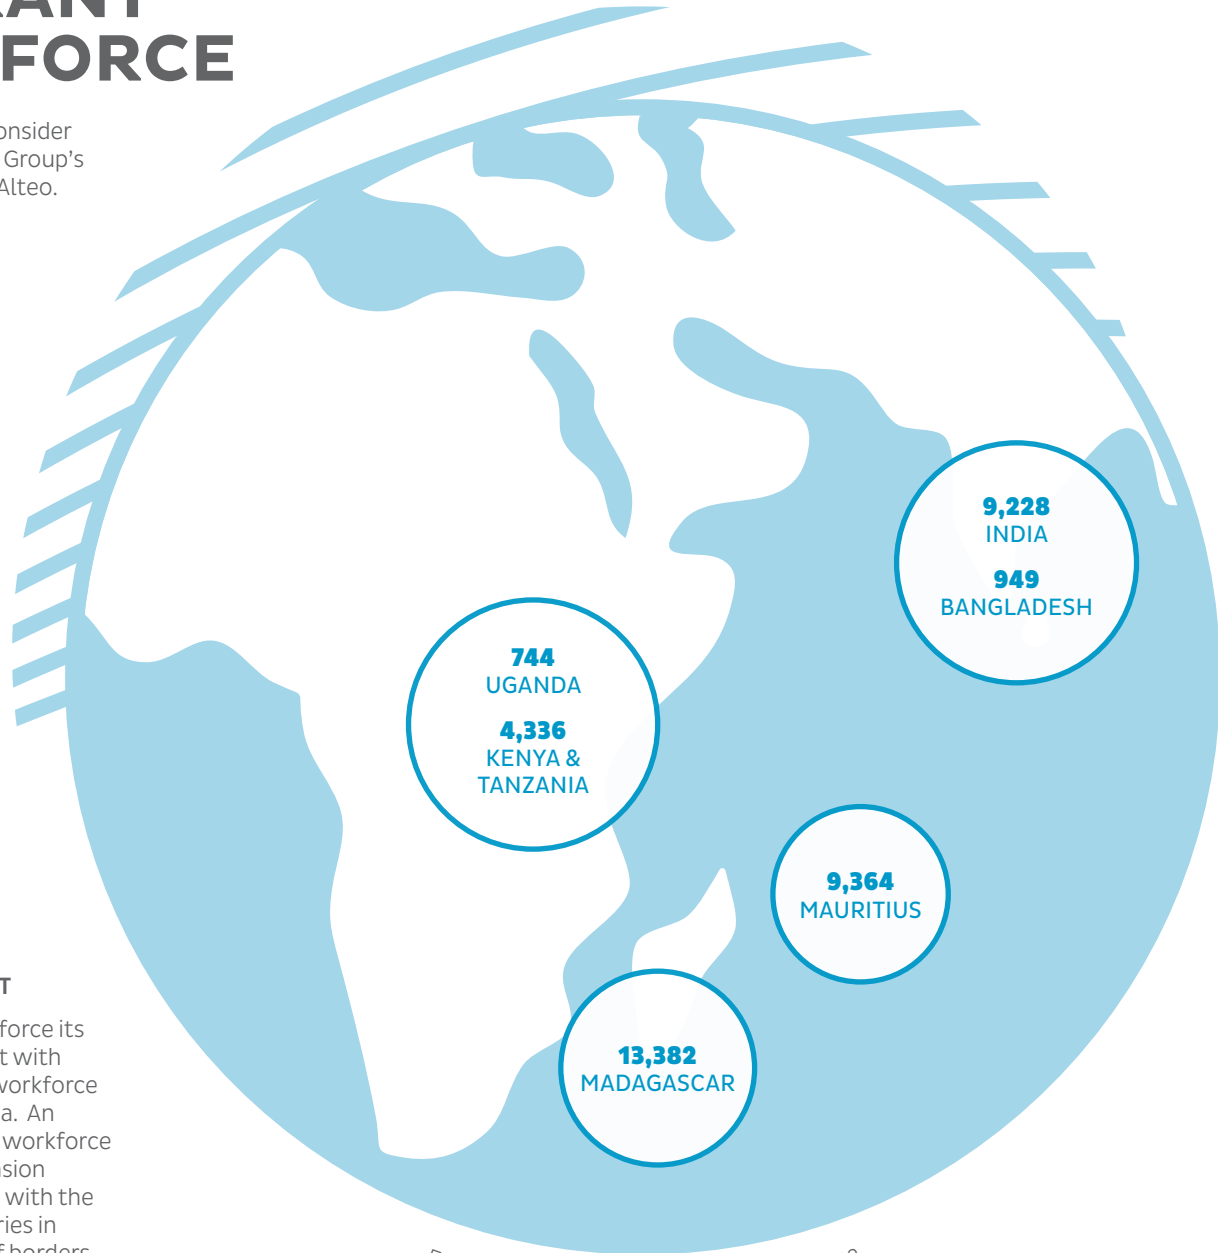 FORCE
onsider
Group's
Alteo.
9,228
INDIA
949
BANGLADESH
744
UGANDA
4,336
KENYA &
TANZANIA
9,364
MAURITIUS
13,382
MADAGASCAR
T
force its
t with
workforce
a. An
workforce
sion
with the
ries in
f borders